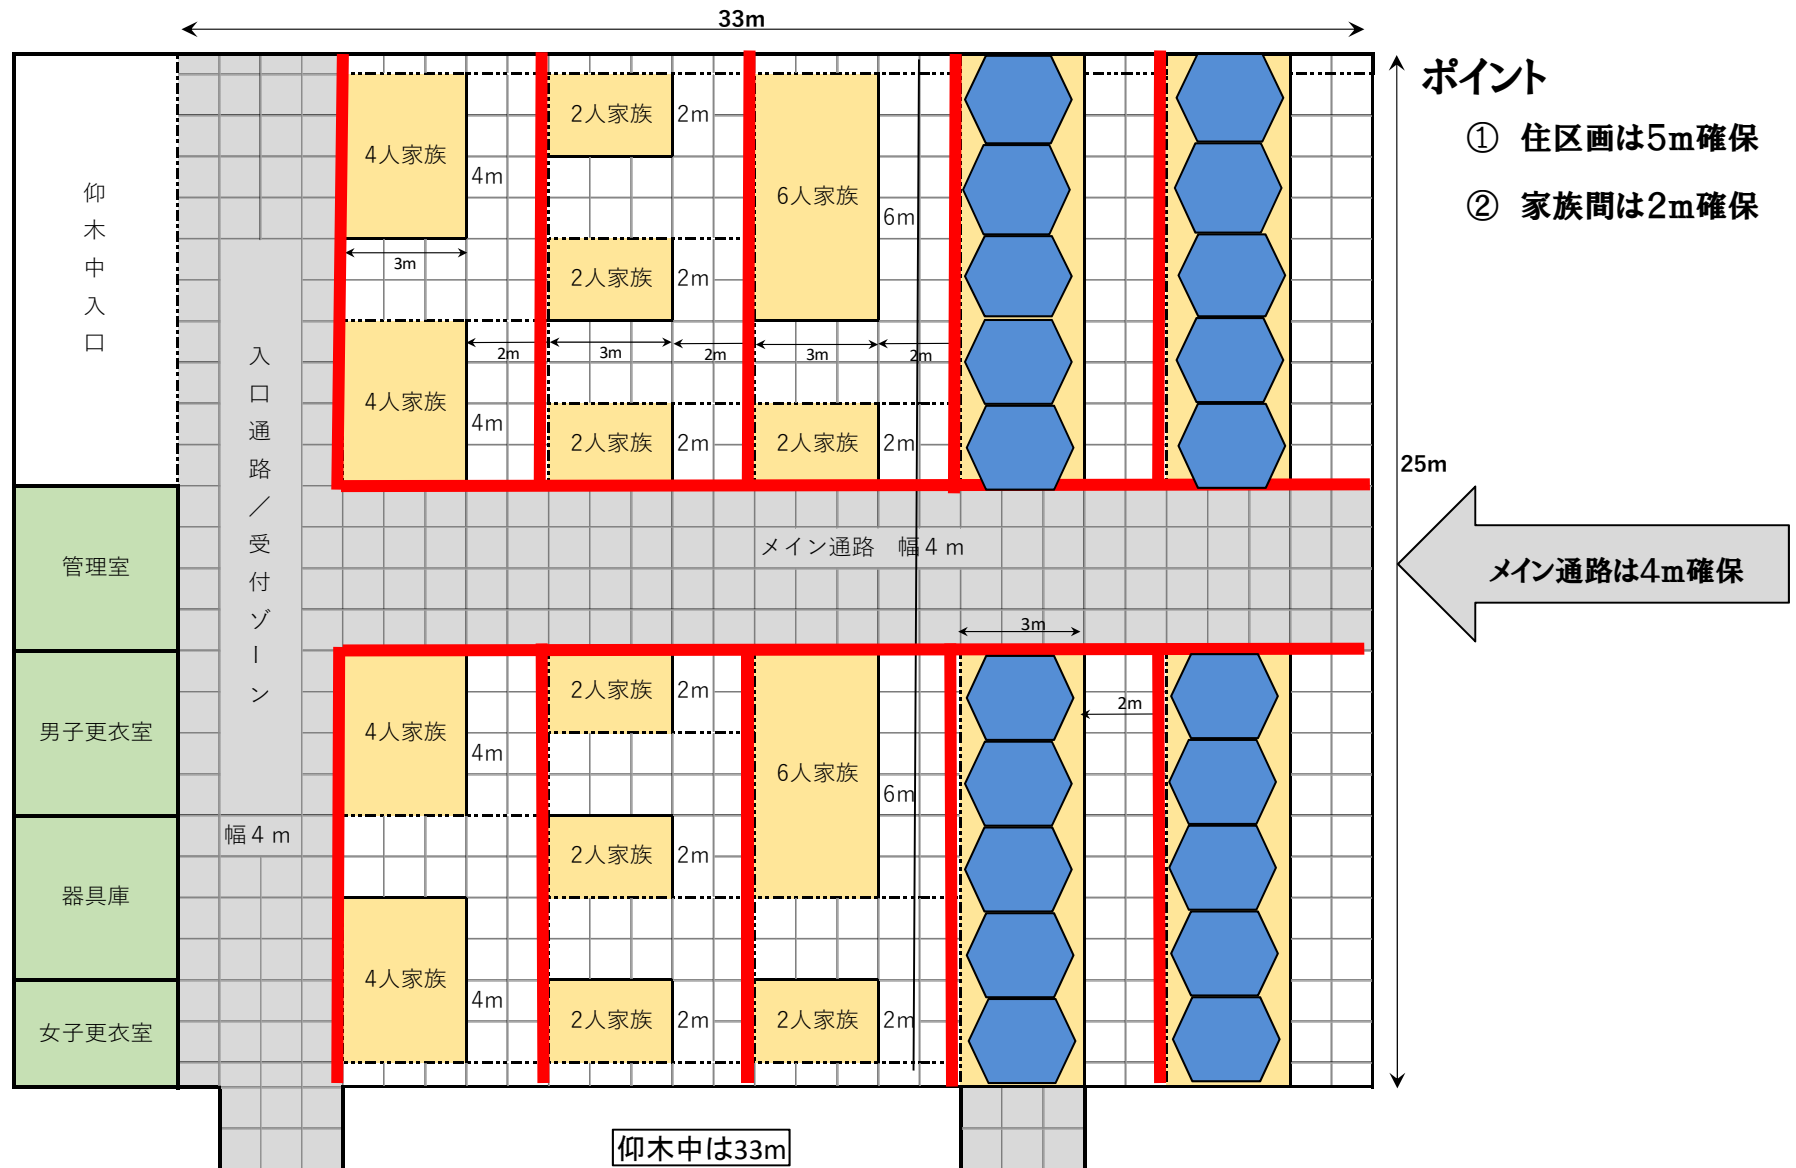 33m
ポイント
① 住区画は5m確保
② 家族間は2m確保
仰木中入口
入口通路／受付ゾーン
幅４ｍ
4人家族
4m
3m
2人家族
2m
6人家族
6m
2人家族
2m
4人家族
4m
2m
3m
2m
3m
2m
2人家族
2m
2人家族
2m
25m
管理室
メイン通路　幅４ｍ
メイン通路は4m確保
3m
男子更衣室
4人家族
4m
2人家族
2m
6人家族
6m
2m
器具庫
2人家族
2m
女子更衣室
4人家族
4m
2人家族
2m
2人家族
2m
仰木中は33m